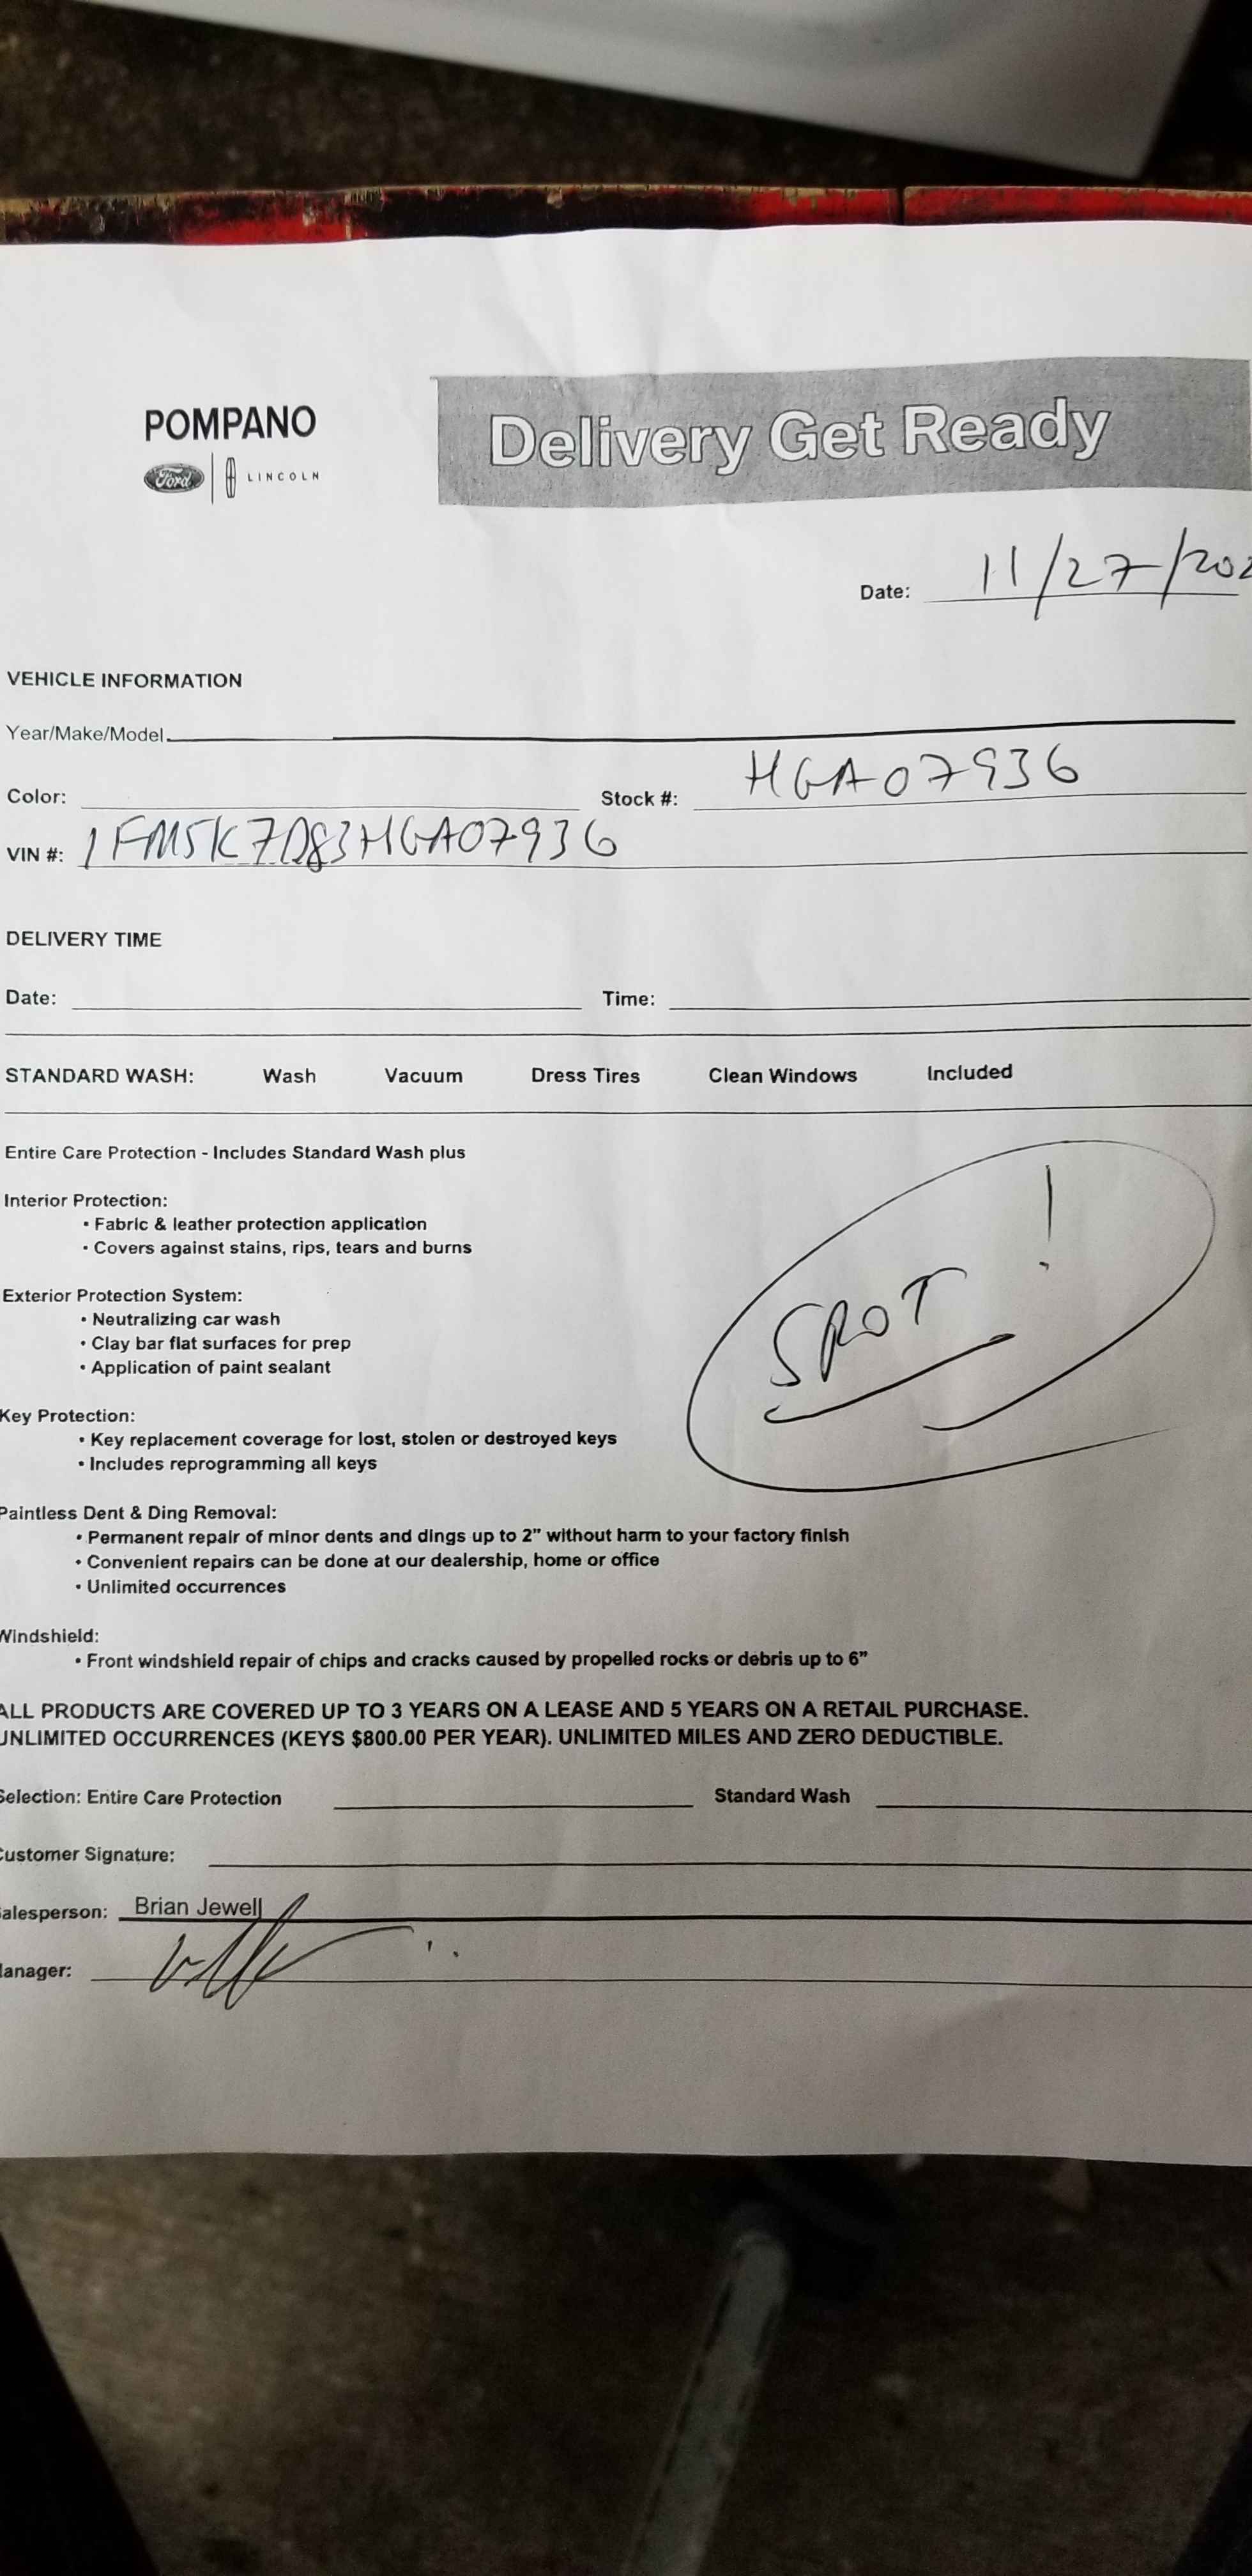 POMPANO
Delivery Get Ready
Ford LINCOLN
Date: 11/27/202
VEHICLE INFORMATION
Year/Make/Model
Color: Stock #: HGA07936
VIN #: 1FM5K7D83HGA07936
DELIVERY TIME
Date: Time:
STANDARD WASH: Wash Vacuum Dress Tires Clean Windows Included
Entire Care Protection - Includes Standard Wash plus
Interior Protection:
• Fabric & leather protection application
• Covers against stains, rips, tears and burns
Exterior Protection System:
• Neutralizing car wash
• Clay bar flat surfaces for prep
• Application of paint sealant
SPOT !
Key Protection:
• Key replacement coverage for lost, stolen or destroyed keys
• Includes reprogramming all keys
Paintless Dent & Ding Removal:
• Permanent repair of minor dents and dings up to 2" without harm to your factory finish
• Convenient repairs can be done at our dealership, home or office
• Unlimited occurrences
Windshield:
• Front windshield repair of chips and cracks caused by propelled rocks or debris up to 6"
ALL PRODUCTS ARE COVERED UP TO 3 YEARS ON A LEASE AND 5 YEARS ON A RETAIL PURCHASE.
UNLIMITED OCCURRENCES (KEYS $800.00 PER YEAR). UNLIMITED MILES AND ZERO DEDUCTIBLE.
Selection: Entire Care Protection Standard Wash
Customer Signature:
alesperson: Brian Jewell
anager: